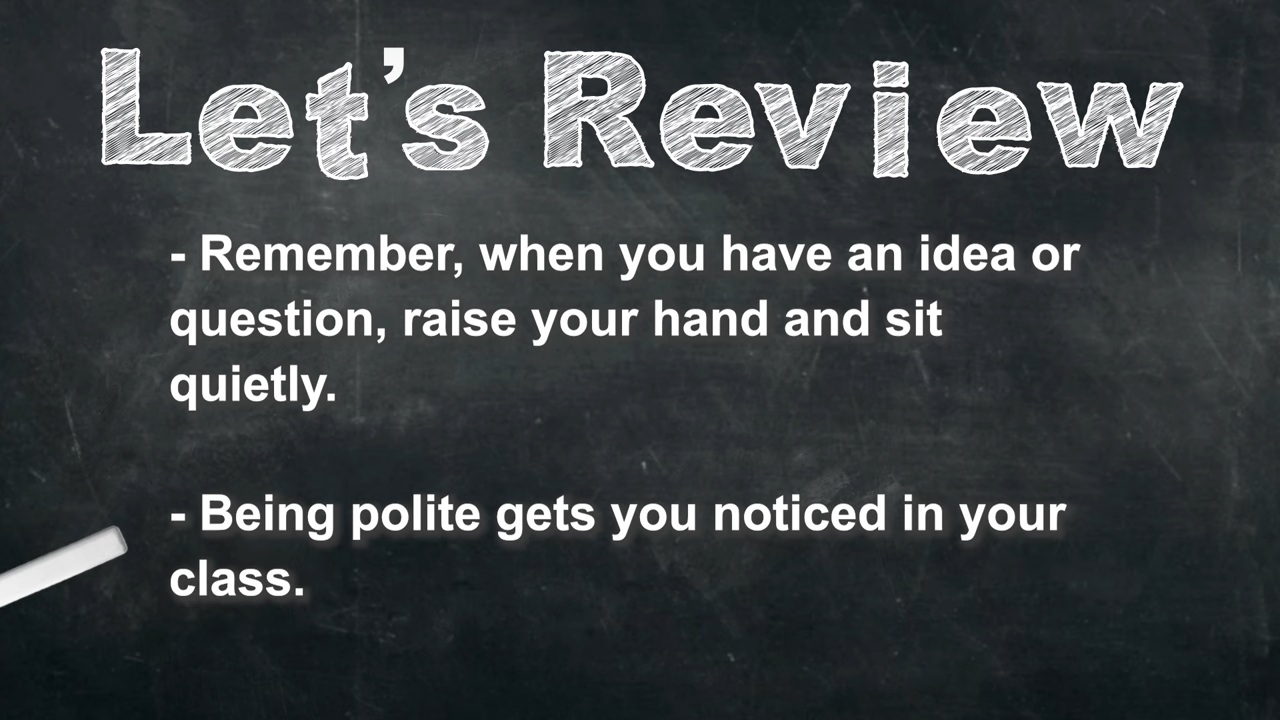 Let's Review
- Remember, when you have an idea or
question, raise your hand and sit
quietly.
- Being polite gets you noticed in your
class.